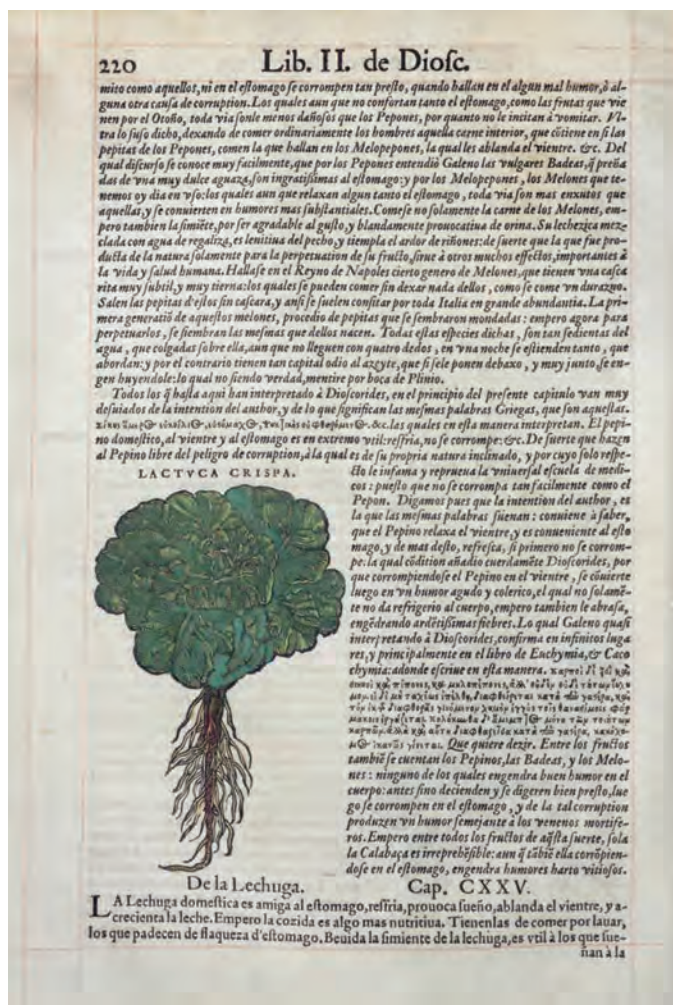 220 Lib. II. de Dioſc.
mito como aquellos, ni en el eſtomago ſe corrompen tan preſto, quando hallan en el algun mal humor, ò al-
guna otra cauſa de corruption. Los quales aun que no confortan tanto el eſtomago, como las frutas que vie
nen por el Otoño, toda via ſon le menos dañoſos que los Pepones, por quanto no le incitan à vomitar. Vl-
tra lo ſuſo dicho, dexando de comer ordinariamente los hombres aquella carne interior, que cõtiene en ſi las
pepitas de los Pepones, comen la que hallan en los Melopepones, la qual les ablanda el vientre. &c. Del
qual diſcurſo ſe conoce muy facilmente, que por los Pepones entendió Galeno las vulgares Badeas, q̃ preña
das de vna muy dulce aguaza, ſon ingratiſsimas al eſtomago: y por los Melopepones, los Melones que te-
nemos oy dia en vſo: los quales aun que relaxan algun tanto el eſtomago, toda via ſon mas enxutos que
aquellas, y ſe conuierten en humores mas ſubſtantiales. Comeſe no ſolamente la carne de los Melones, em-
pero tambien la ſimiẽte, por ſer agradable al guſto, y blandamente prouocatiua de orina. Su lechezica mez
clada con agua de regaliza, es lenitiua del pecho, y tiempla el ardor de riñones: de ſuerte que la que fue pro-
ducta de la natura ſolamente para la perpetuation de ſu fructo, ſirue à otros muchos effectos, importantes à
la vida y ſalud humana. Hallaſe en el Reyno de Napoles cierto genero de Melones, que tienen vna caſca
rita muy ſubtil, y muy tierna: los quales ſe pueden comer ſin dexar nada dellos, como ſe come vn durazno.
Salen las pepitas d'eſtos ſin caſcara, y anſi ſe ſuelen confitar por toda Italia en grande abundantia. La pri-
mera generatiõ de aqueſtos melones, procedio de pepitas que ſe ſembraron mondadas: empero agora para
perpetuarlos, ſe ſiembran las meſmas que dellos nacen. Todas eſtas eſpecies dichas, ſon tan ſedientas del
agua, que colgadas ſobre ella, aun que no lleguen con quatro dedos, en vna noche ſe eſtienden tanto, que
abordan: y por el contrario tienen tan capital odio al azeyte, que ſi ſele ponen debaxo, y muy junto, ſe en-
gen huyendole: lo qual no ſiendo verdad, mentire por boca de Plinio.
Todos los q̃ haſta aqui han interpretado à Dioſcorides, en el principio del preſente capitulo van muy
deſuiados de la intention del author, y de lo que ſignifican las meſmas palabras Griegas, que ſon aqueſtas.
&c. las quales en eſta manera interpretan. El pepi-
no domeſtico, al vientre y al eſtomago es en extremo vtil: reſfria, no ſe corrompe: &c. De ſuerte que hazen
al Pepino libre del peligro de corruption, à la qual es de ſu propria natura inclinado, y por cuyo ſolo reſpe-
LACTVCA CRISPA.
cto le infama y reprueua la vniuerſal eſcuela de medi-
cos: pueſto que no ſe corrompa tan facilmente como el
Pepon. Digamos pues que la intention del author, es
la que las meſmas palabras ſuenan: conuiene à ſaber,
que el Pepino relaxa el vientre, y es conueniente al eſto
mago, y de mas deſto, refreſca, ſi primero no ſe corrom-
pe: la qual cõdition añadio cuerdamẽte Dioſcorides, por
que corrompiendoſe el Pepino en el vientre, ſe cõuierte
luego en vn humor agudo y colerico, el qual no ſolamẽ-
te no da refrigerio al cuerpo, empero tambien le abraſa,
engẽdrando ardẽtiſsimas fiebres. Lo qual Galeno quaſi
interpretando à Dioſcorides, confirma en infinitos luga
res, y principalmente en el libro de Euchymia, & Caco
chymia: adonde eſcriue en eſta manera.
Que quiere dezir. Entre los fructos
tambiẽ ſe cuentan los Pepinos, las Badeas, y los Melo-
nes: ninguno de los quales engendra buen humor en el
cuerpo: antes ſino decienden y ſe digeren bien preſto, lue
go ſe corrompen en el eſtomago, y de la tal corruption
produzen vn humor ſemejante à los venenos mortife-
ros. Empero entre todos los fructos de aq̃ſta ſuerte, ſola
la Calabaça es irreprehẽſible: aun q̃ tãbiẽ ella corõpien-
doſe en el eſtomago, engendra humores harto vitioſos.
De la Lechuga. Cap. CXXV.
LA Lechuga domeſtica es amiga al eſtomago, reſfria, prouoca ſueño, ablanda el vientre, y a-
crecienta la leche. Empero la cozida es algo mas nutritiua. Tienenlas de comer por lauar,
los que padecen de flaqueza d'eſtomago. Beuida la ſimiente de la lechuga, es vtil à los que ſue-
ñan à la